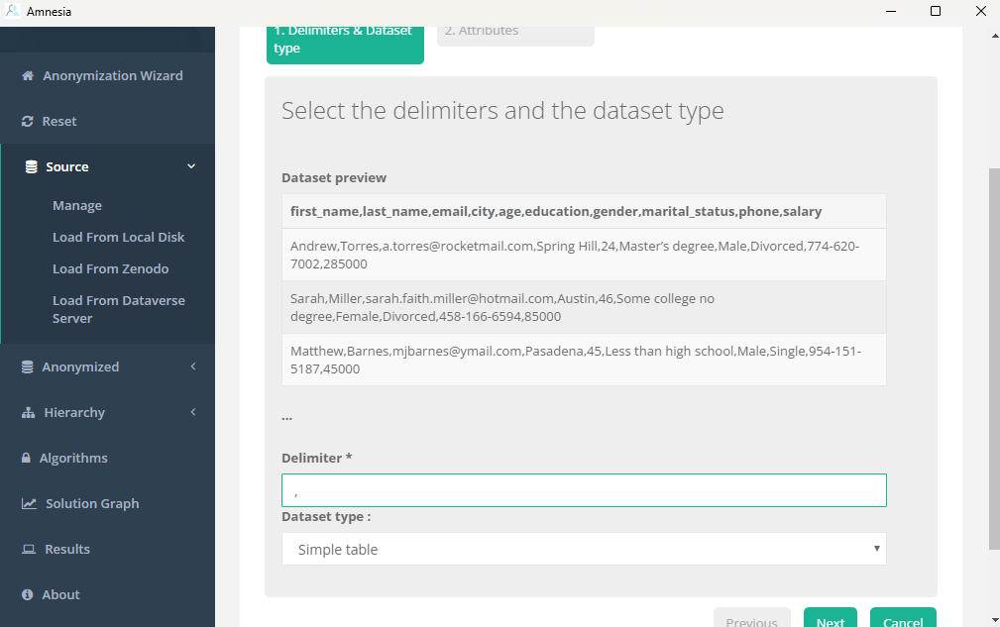 Amnesia
Anonymization Wizard
Reset
Source
Manage
Load From Local Disk
Load From Zenodo
Load From Dataverse
Server
Anonymized
Hierarchy
Algorithms
Solution Graph
Results
About
1. Delimiters & Dataset
type
2. Attributes
Select the delimiters and the dataset type
Dataset preview
first_name,last_name,email,city,age,education,gender,marital_status,phone,salary
Andrew,Torres,a.torres@rocketmail.com,Spring Hill,24,Master's degree,Male,Divorced,774-620-
7002,285000
Sarah,Miller,sarah.faith.miller@hotmail.com,Austin,46,Some college no
degree,Female,Divorced,458-166-6594,85000
Matthew,Barnes,mjbarnes@ymail.com,Pasadena,45,Less than high school,Male,Single,954-151-
5187,45000
...
Delimiter *
,
Dataset type :
Simple table
Previous
Next
Cancel